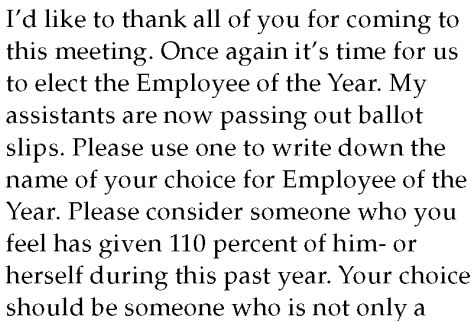 I’d like to thank all of you for coming to
this meeting. Once again it’s time for us
to elect the Employee of the Year. My
assistants are now passing out ballot
slips. Please use one to write down the
name of your choice for Employee of the
Year. Please consider someone who you
feel has given 110 percent of him- or
herself during this past year. Your choice
should be someone who is not only a